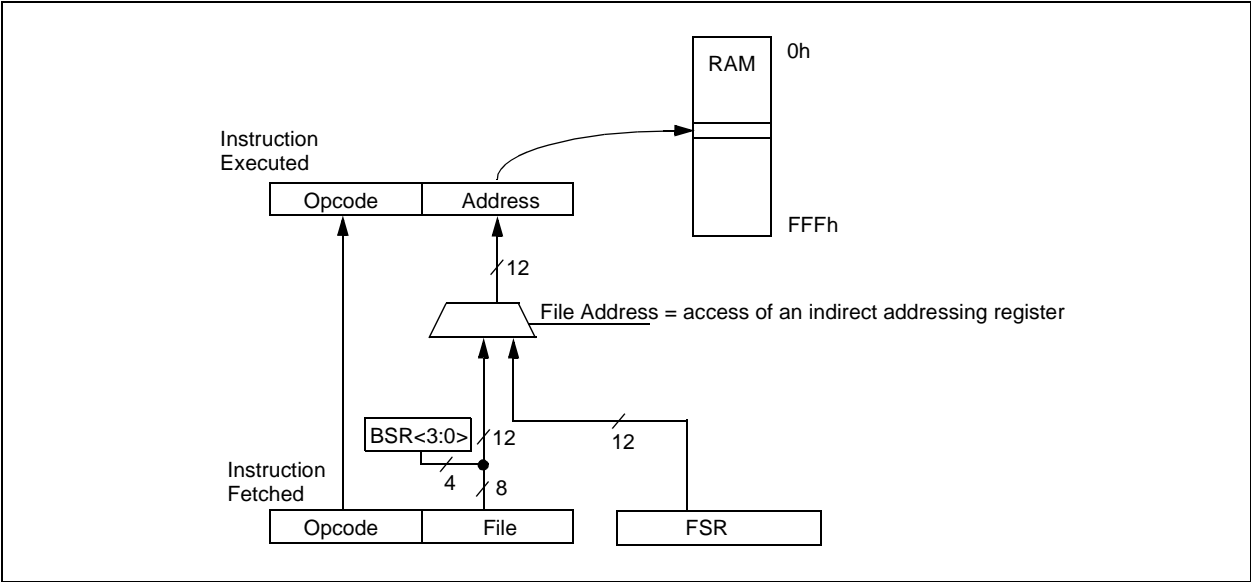 RAM
0h
Instruction
Executed
Opcode
Address
FFFh
12
File Address = access of an indirect addressing register
BSR<3:0>
12
12
Instruction
Fetched
4
8
Opcode
File
FSR